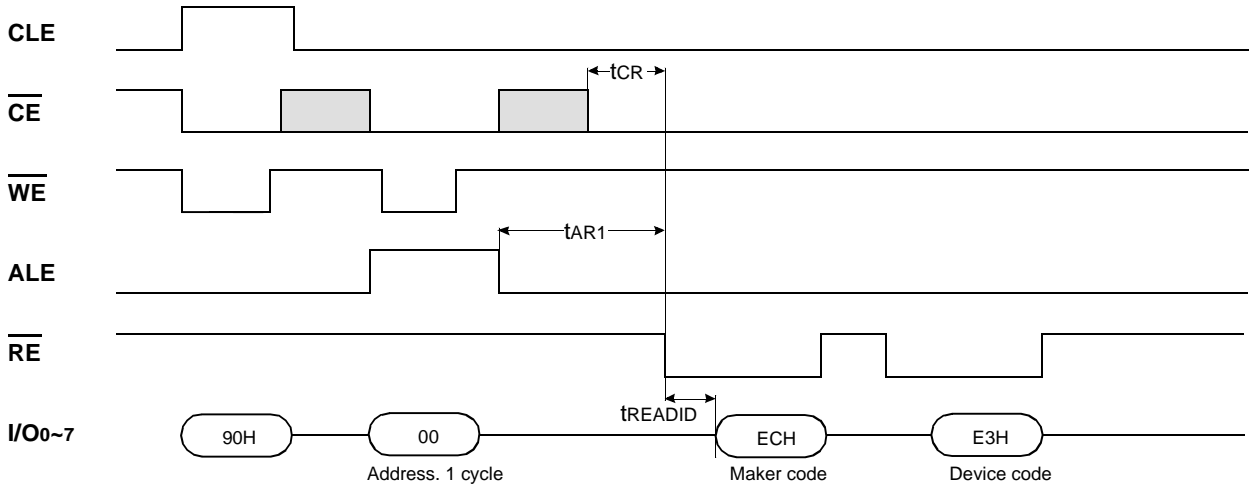 CLE
tCR
CE
WE
tAR1
ALE
RE
tREADID
I/O0~7
90H
00
ECH
E3H
Address. 1 cycle
Maker code
Device code